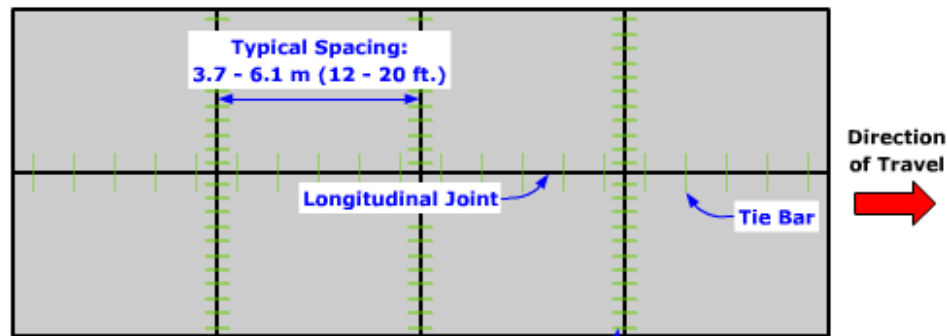 Typical Spacing:
3.7 - 6.1 m (12 - 20 ft.)
Direction
of Travel
Longitudinal Joint
Tie Bar